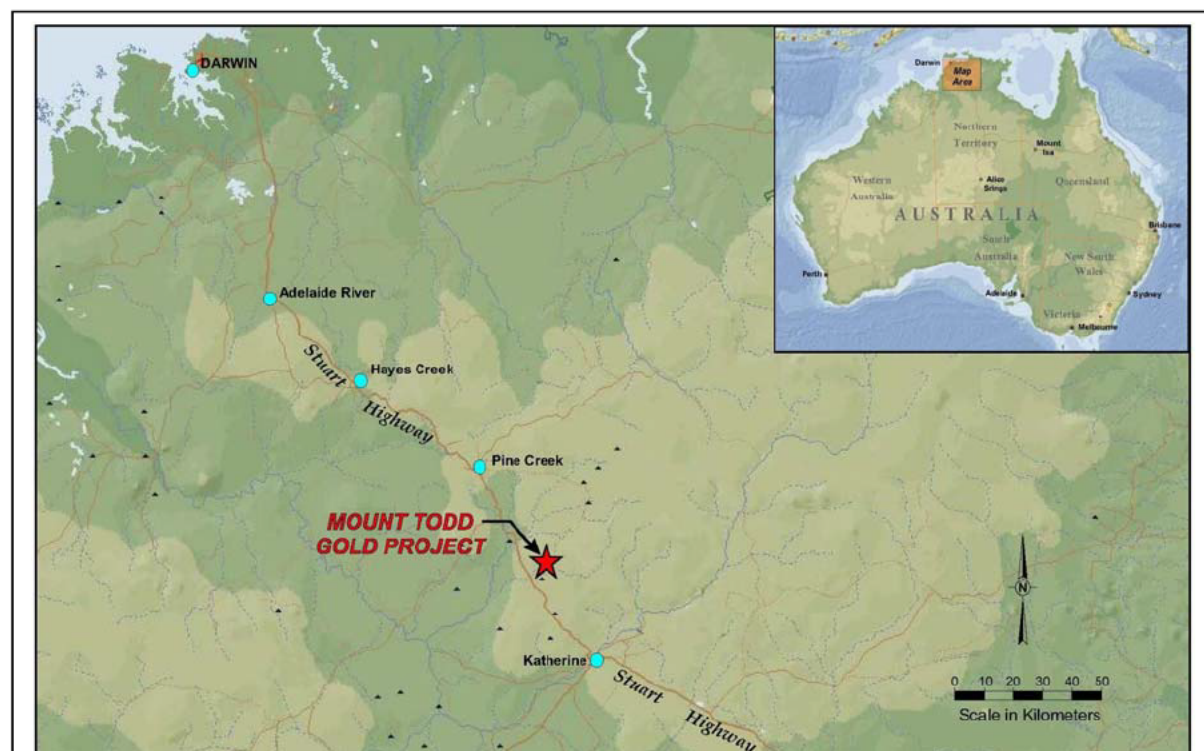 DARWIN
Adelaide River
Stuart
Highway
Hayes Creek
Pine Creek
MOUNT TODD
GOLD PROJECT
Katherine
Stuart
Highway
N
0 10 20 30 40 50
Scale in Kilometers
Darwin
Map
Area
Northern
Territory
Mount
Isa
Western
Australia
Alice
Springs
Queensland
AUSTRALIA
South
Australia
Brisbane
New South
Wales
Perth
Adelaide
Sydney
Victoria
Melbourne